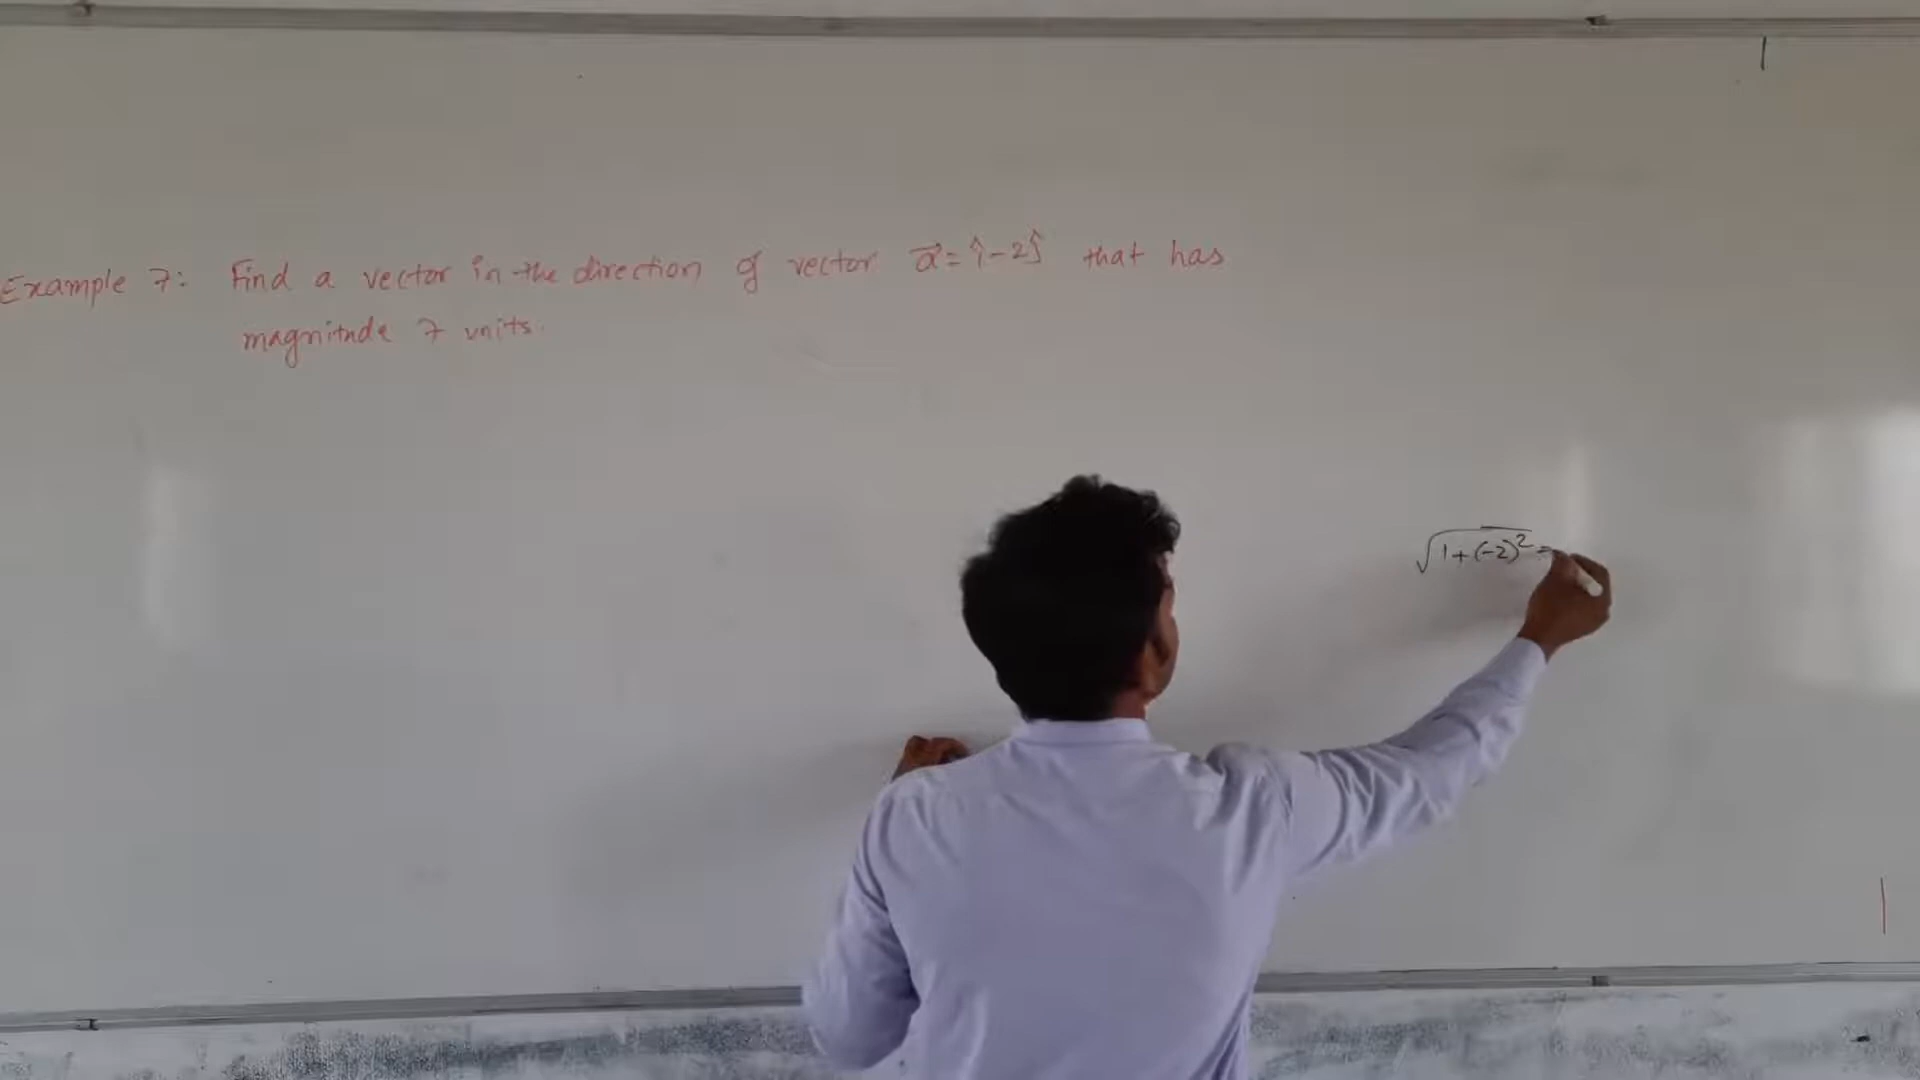 Example 7: Find a vector in the direction of vector a⃗ = î - 2ĵ that has
magnitude 7 units.
√1+(-2)² =